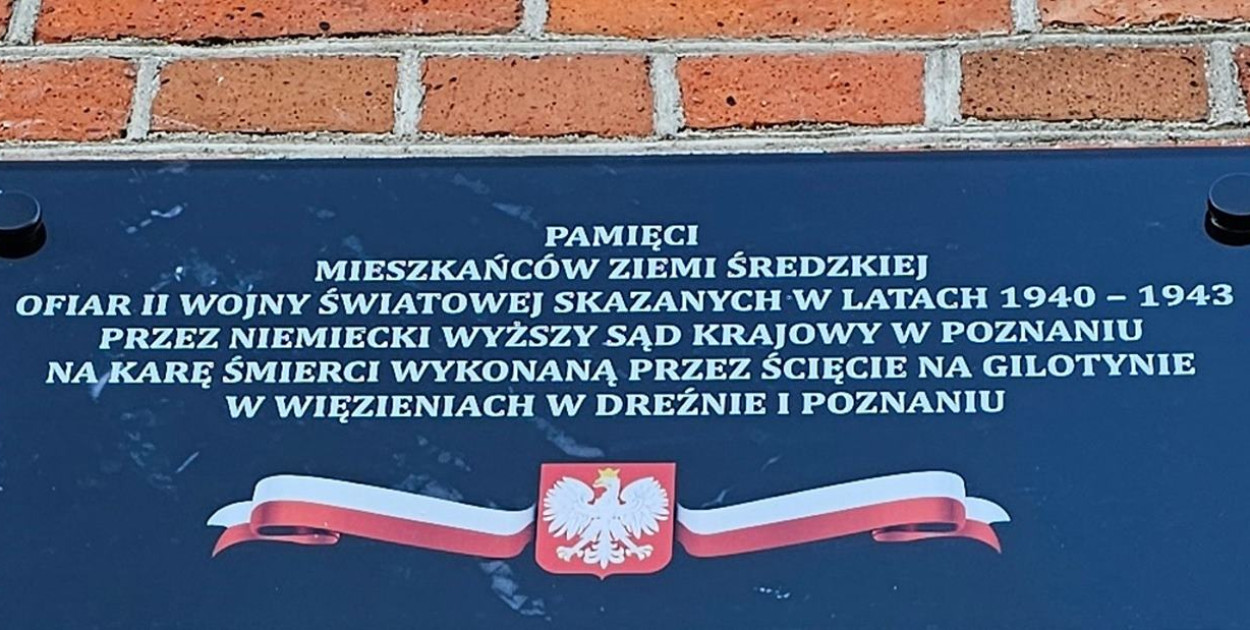 PAMIĘCI
MIESZKAŃCÓW ZIEMI ŚREDZKIEJ
OFIAR II WOJNY ŚWIATOWEJ SKAZANYCH W LATACH 1940 – 1943
PRZEZ NIEMIECKI WYŻSZY SĄD KRAJOWY W POZNANIU
NA KARĘ ŚMIERCI WYKONANĄ PRZEZ ŚCIĘCIE NA GILOTYNIE
W WIĘZIENIACH W DREŹNIE I POZNANIU